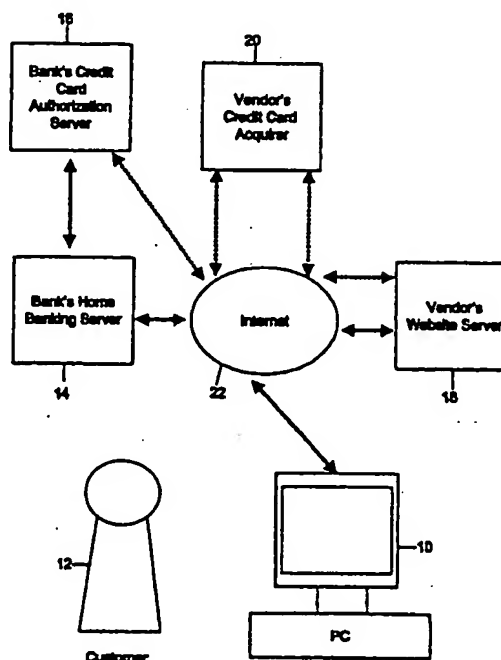 16
20
Bank's Credit
Card
Authorization
Server
Vendor's
Credit Card
Acquirer
Bank's Home
Banking Server
Internet
Vendor's
Website Server
14
22
18
12
10
PC
Customer